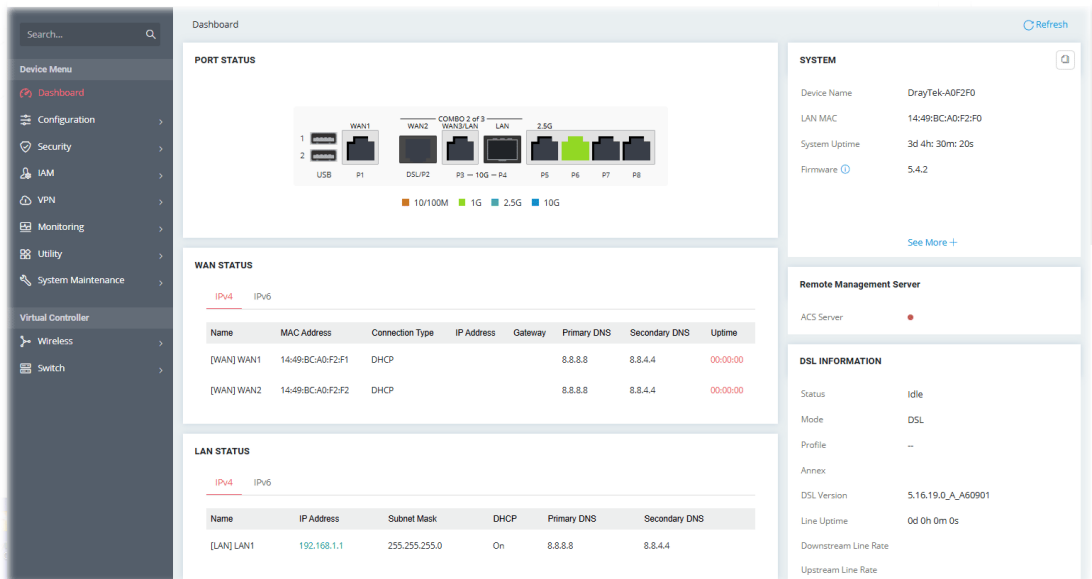 Search...
Device Menu
Dashboard
Configuration
Security
IAM
VPN
Monitoring
Utility
System Maintenance
Virtual Controller
Wireless
Switch
Dashboard
Refresh
PORT STATUS
COMBO 2 of 3
WAN1 WAN2 WAN3/LAN LAN 2.5G
1
2
USB P1 DSL/P2 P3 — 10G — P4 P5 P6 P7 P8
10/100M 1G 2.5G 10G
WAN STATUS
IPv4 IPv6
Name MAC Address Connection Type IP Address Gateway Primary DNS Secondary DNS Uptime
[WAN] WAN1 14:49:BC:A0:F2:F1 DHCP 8.8.8.8 8.8.4.4 00:00:00
[WAN] WAN2 14:49:BC:A0:F2:F2 DHCP 8.8.8.8 8.8.4.4 00:00:00
LAN STATUS
IPv4 IPv6
Name IP Address Subnet Mask DHCP Primary DNS Secondary DNS
[LAN] LAN1 192.168.1.1 255.255.255.0 On 8.8.8.8 8.8.4.4
SYSTEM
Device Name DrayTek-A0F2F0
LAN MAC 14:49:BC:A0:F2:F0
System Uptime 3d 4h: 30m: 20s
Firmware 5.4.2
See More +
Remote Management Server
ACS Server
DSL INFORMATION
Status Idle
Mode DSL
Profile --
Annex
DSL Version 5.16.19.0_A_A60901
Line Uptime 0d 0h 0m 0s
Downstream Line Rate
Upstream Line Rate